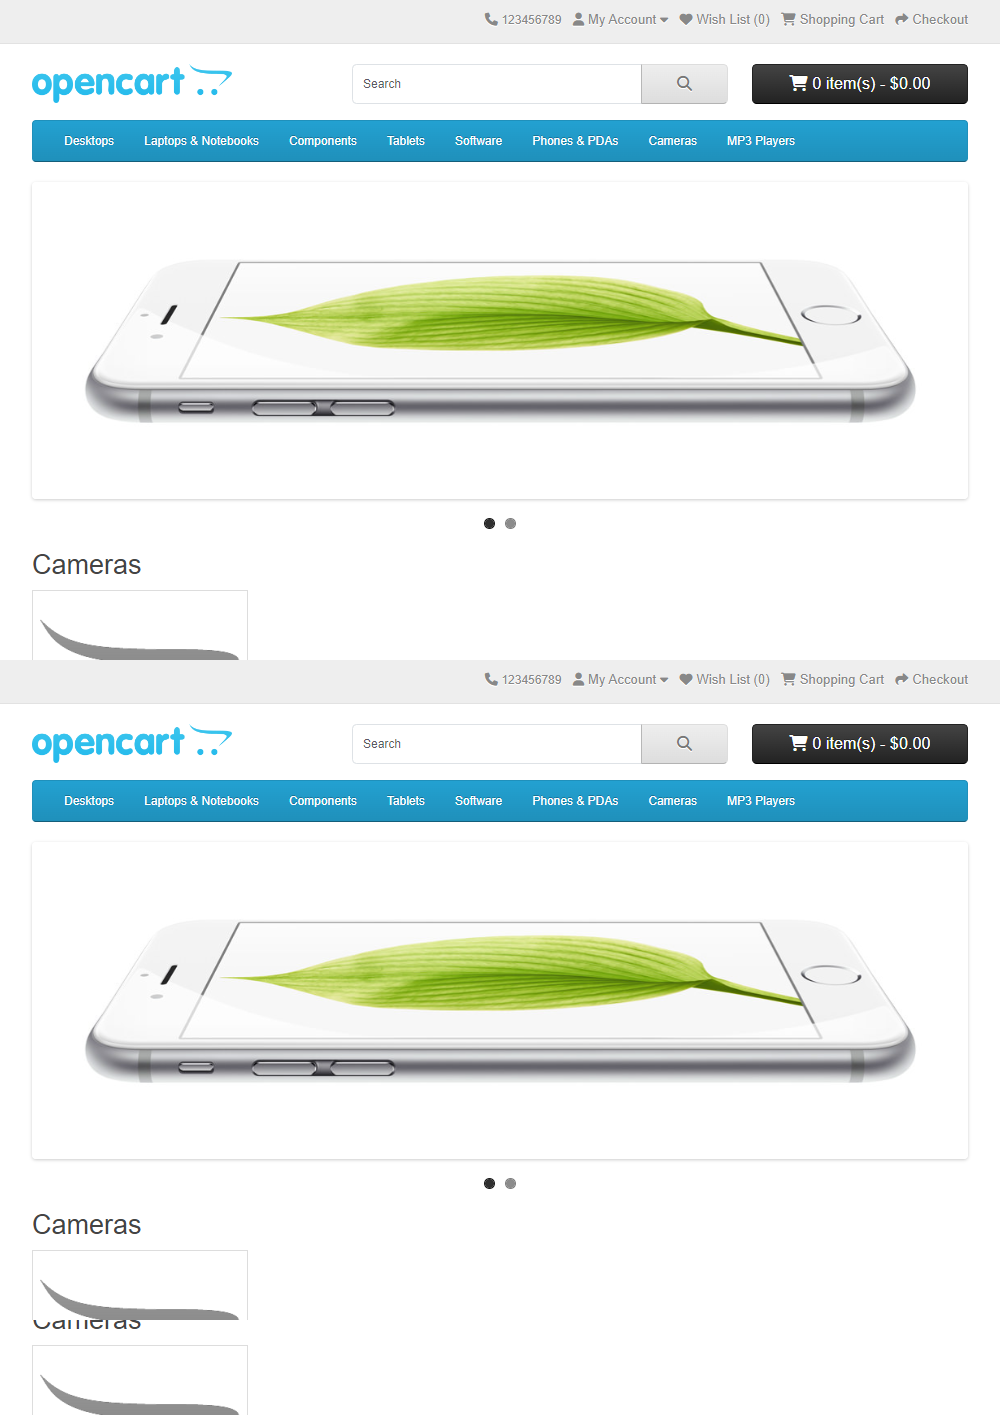 123456789 My Account Wish List (0) Shopping Cart Checkout
opencart Search 0 item(s) - $0.00
Desktops Laptops & Notebooks Components Tablets Software Phones & PDAs Cameras MP3 Players
Cameras
123456789 My Account Wish List (0) Shopping Cart Checkout
opencart Search 0 item(s) - $0.00
Desktops Laptops & Notebooks Components Tablets Software Phones & PDAs Cameras MP3 Players
Cameras
Cameras